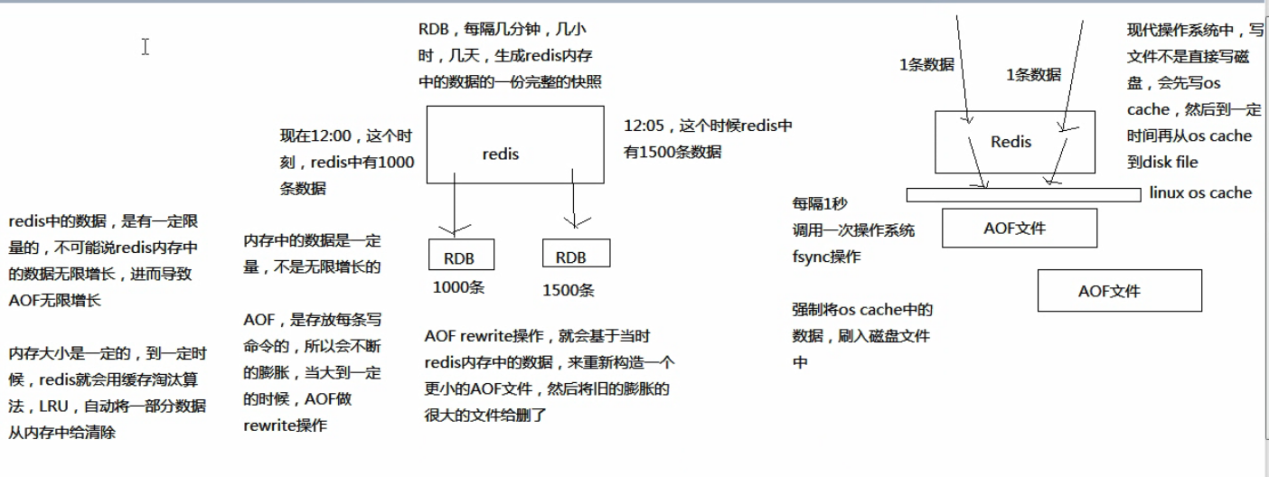 RDB，每隔几分钟，几小
时，几天，生成redis内存
中的数据的一份完整的快照
现在12:00，这个时
刻，redis中有1000
条数据
redis
12:05，这个时候redis中
有1500条数据
RDB
1000条
RDB
1500条
redis中的数据，是有一定限
量的，不可能说redis内存中
的数据无限增长，进而导致
AOF无限增长
内存大小是一定的，到一定时
候，redis就会用缓存淘汰算
法，LRU，自动将一部分数据
从内存中给清除
内存中的数据是一定
量，不是无限增长的
AOF，是存放每条写
命令的，所以会不断
的膨胀，当大到一定
的时候，AOF做
rewrite操作
AOF rewrite操作，就会基于当时
redis内存中的数据，来重新构造一个
更小的AOF文件，然后将旧的膨胀的
很大的文件给删了
1条数据
1条数据
Redis
现代操作系统中，写
文件不是直接写磁
盘，会先写os
cache，然后到一定
时间再从os cache
到disk file
linux os cache
每隔1秒
调用一次操作系统
fsync操作
强制将os cache中的
数据，刷入磁盘文件
中
AOF文件
AOF文件